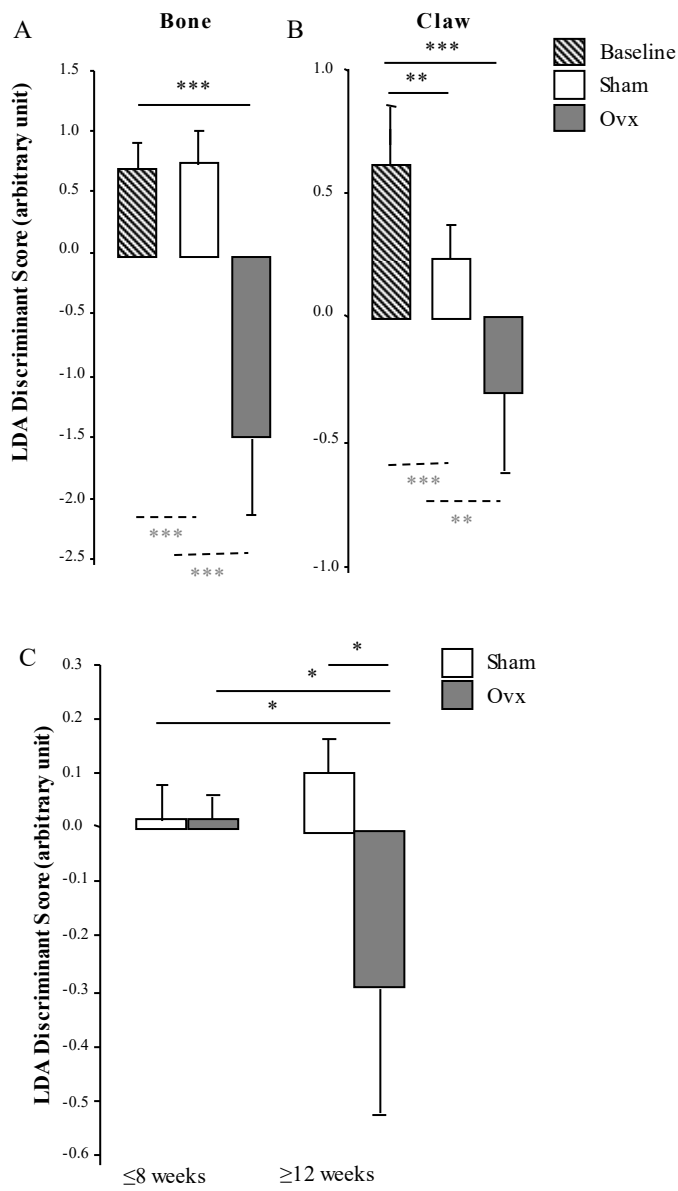 A
Bone
B
Claw
Baseline
Sham
Ovx
LDA Discriminant Score (arbitrary unit)
1.5
1.0
0.5
0.0
-0.5
-1.0
-1.5
-2.0
-2.5
***
***
***
1.0
0.5
0.0
-0.5
-1.0
***
**
***
**
C
Sham
Ovx
LDA Discriminant Score (arbitrary unit)
0.3
0.2
0.1
0.0
-0.1
-0.2
-0.3
-0.4
-0.5
-0.6
*
*
*
≤8 weeks
≥12 weeks